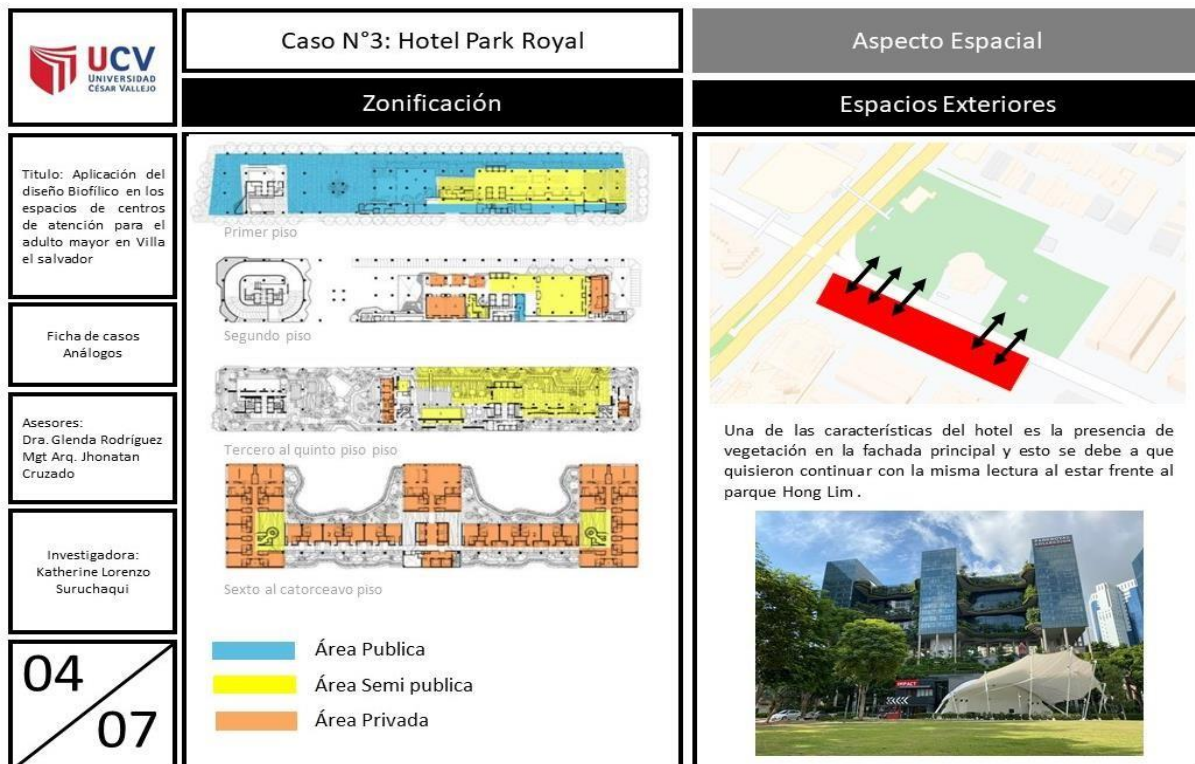 UCV
UNIVERSIDAD
CÉSAR VALLEJO
Caso N°3: Hotel Park Royal
Aspecto Espacial
Zonificación
Espacios Exteriores
Titulo: Aplicación del
diseño Biofílico en los
espacios de centros
de atención para el
adulto mayor en Villa
el salvador
Ficha de casos
Análogos
Asesores:
Dra. Glenda Rodríguez
Mgt Arq. Jhonatan
Cruzado
Investigadora:
Katherine Lorenzo
Suruchaqui
04
07
Primer piso
Segundo piso
Tercero al quinto piso piso
Sexto al catorceavo piso
Área Publica
Área Semi publica
Área Privada
Una de las características del hotel es la presencia de
vegetación en la fachada principal y esto se debe a que
quisieron continuar con la misma lectura al estar frente al
parque Hong Lim .
IMPACT